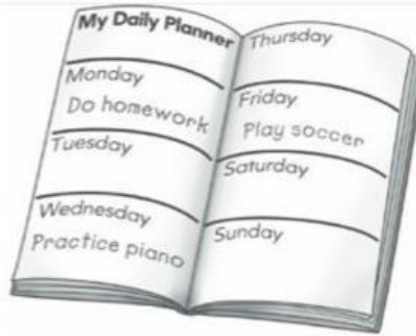 My Daily Planner
Monday
Do homework
Tuesday
Wednesday
Practice piano
Thursday
Friday
Play soccer
Saturday
Sunday